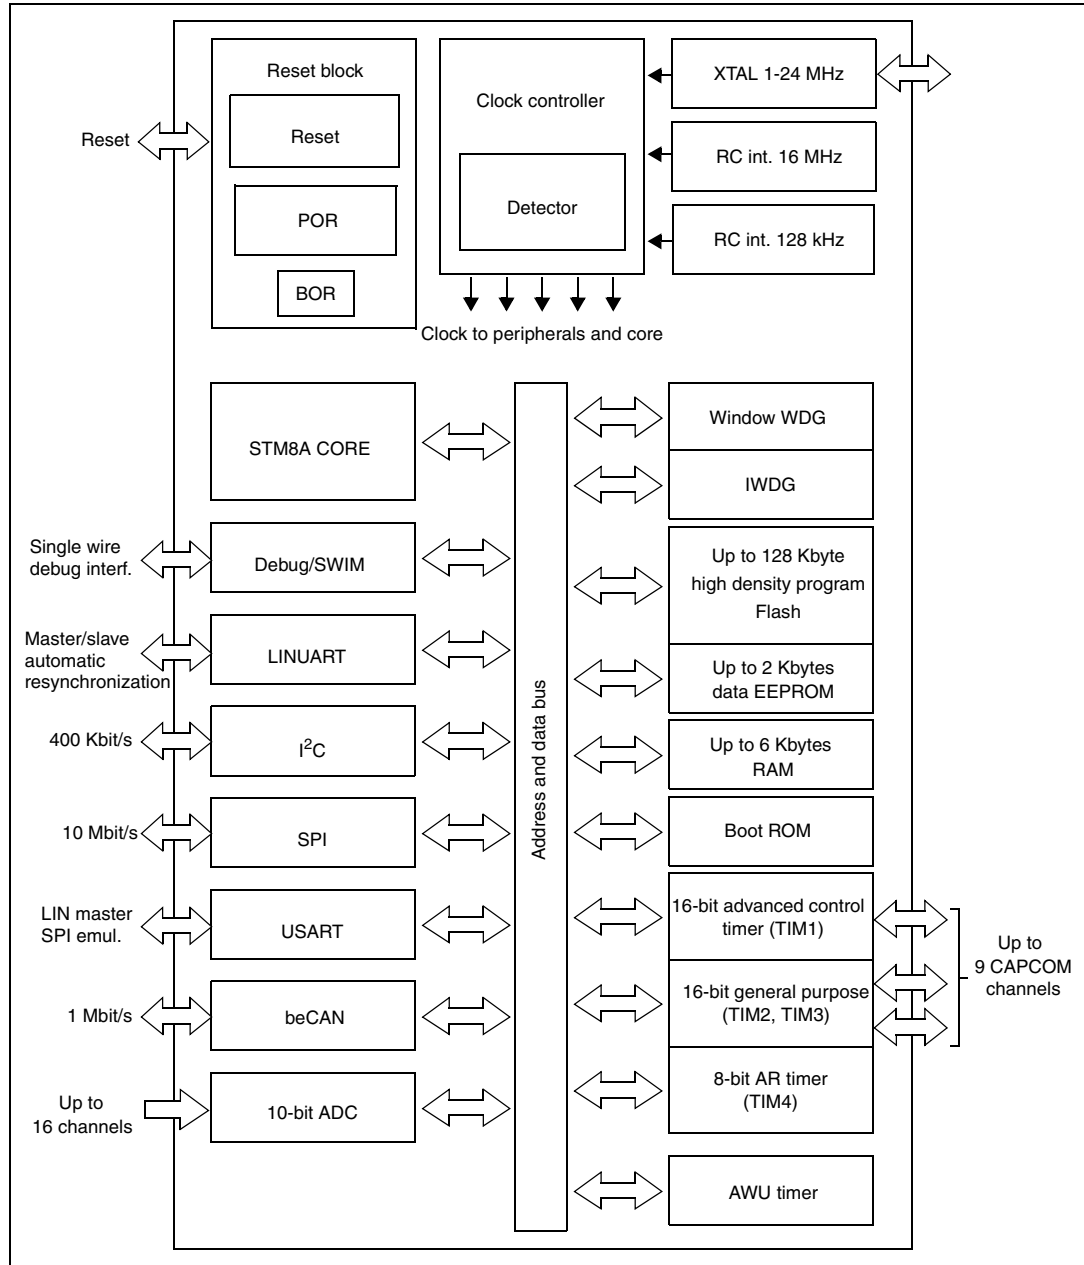 Reset block
Reset
Reset
POR
BOR
Clock controller
Detector
XTAL 1-24 MHz
RC int. 16 MHz
RC int. 128 kHz
Clock to peripherals and core
STM8A CORE
Single wire
debug interf.
Debug/SWIM
Master/slave
automatic
resynchronization
LINUART
400 Kbit/s
I²C
10 Mbit/s
SPI
LIN master
SPI emul.
USART
1 Mbit/s
beCAN
Up to
16 channels
10-bit ADC
Address and data bus
Window WDG
IWDG
Up to 128 Kbyte
high density program
Flash
Up to 2 Kbytes
data EEPROM
Up to 6 Kbytes
RAM
Boot ROM
16-bit advanced control
timer (TIM1)
16-bit general purpose
(TIM2, TIM3)
8-bit AR timer
(TIM4)
AWU timer
Up to
9 CAPCOM
channels